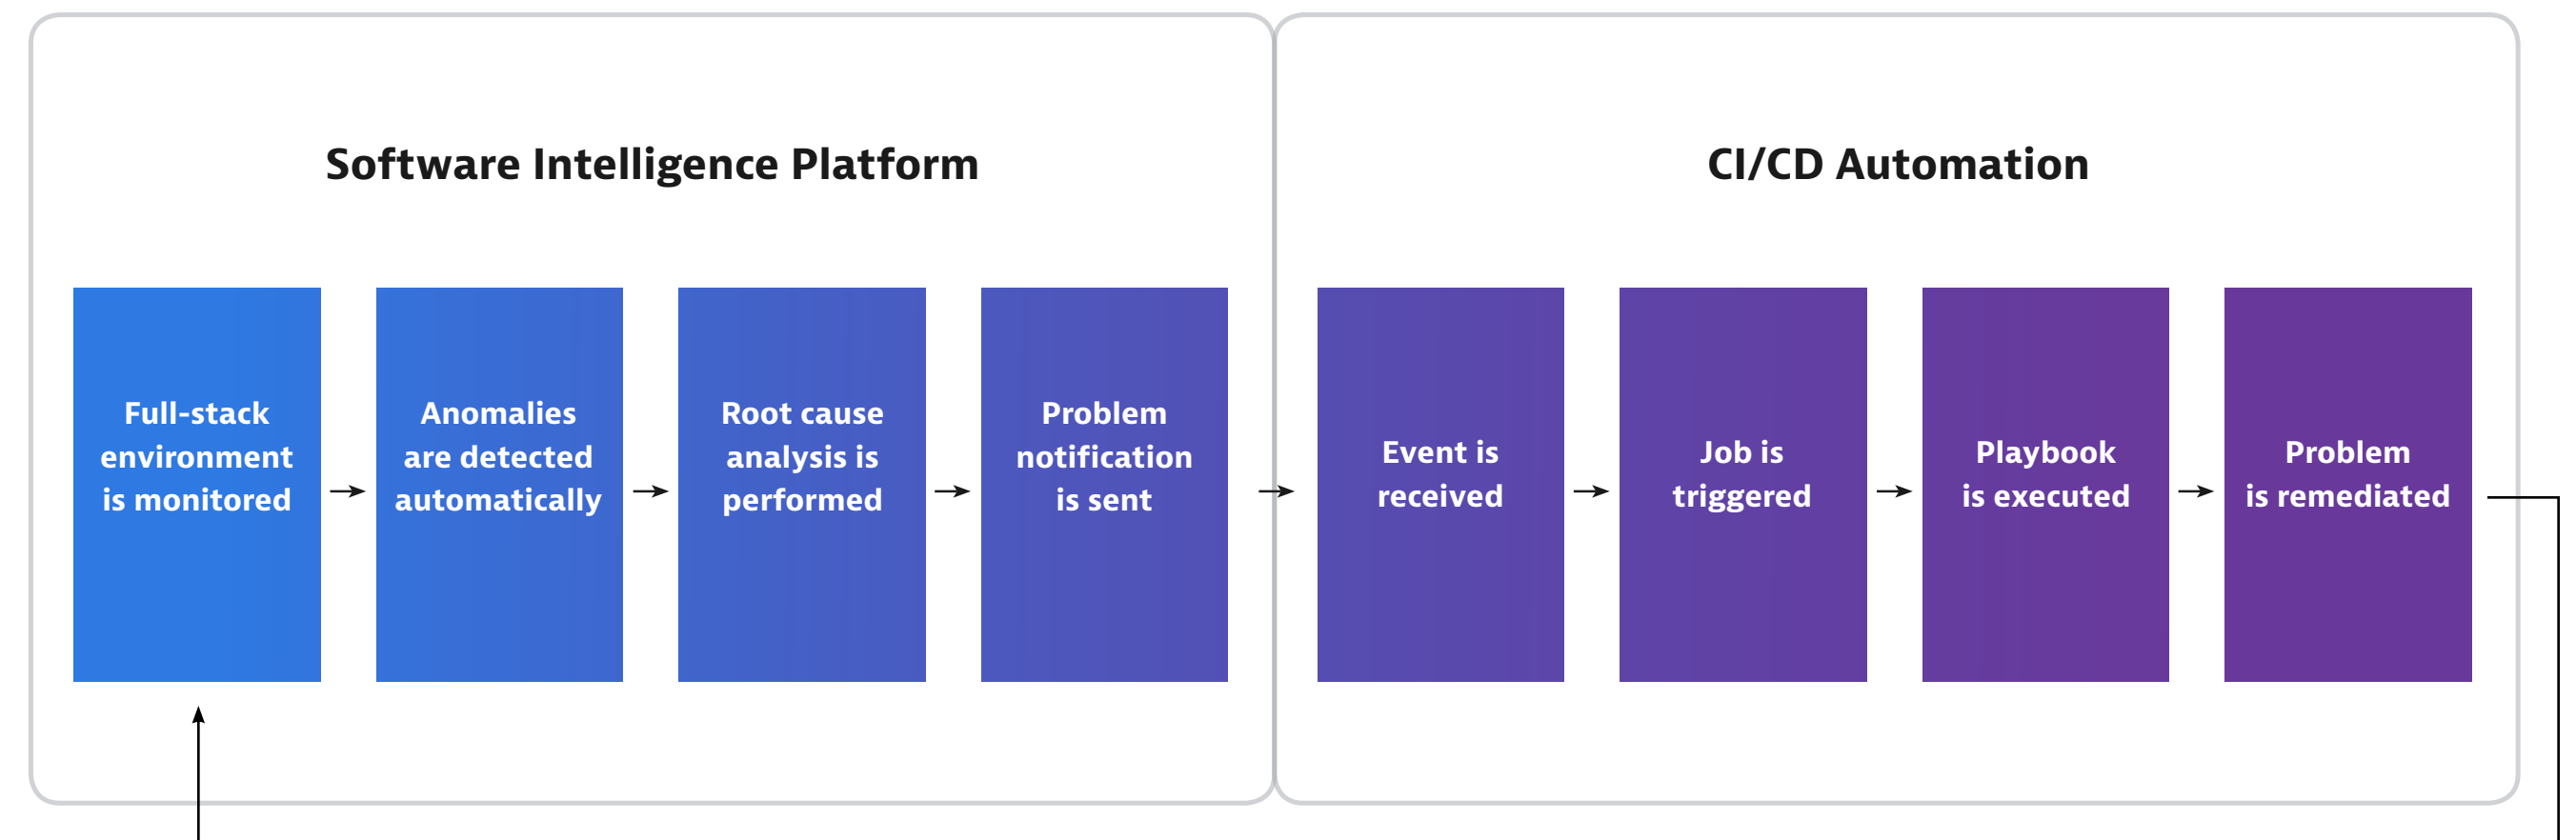 Software Intelligence Platform
CI/CD Automation
Full-stack
environment
is monitored
Anomalies
are detected
automatically
Root cause
analysis is
performed
Problem
notification
is sent
Event is
received
Job is
triggered
Playbook
is executed
Problem
is remediated